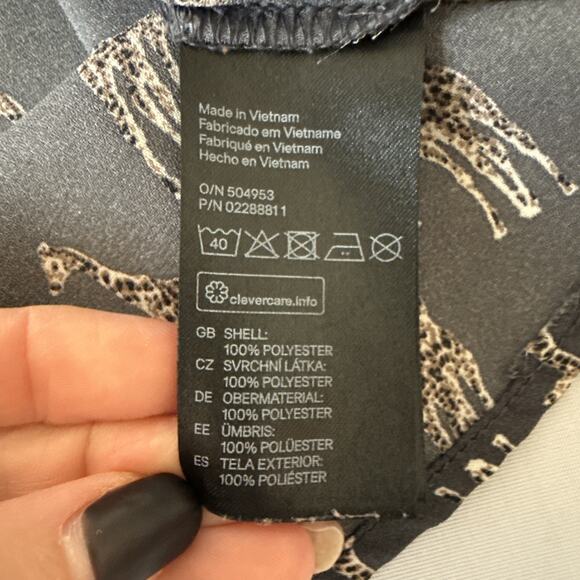 Made in Vietnam
Fabricado em Vietname
Fabriqué en Vietnam
Hecho en Vietnam
O/N 504953
P/N 02288811
40
clevercare.info
GB SHELL:
100% POLYESTER
CZ SVRCHNÍ LÁTKA:
100% POLYESTER
DE OBERMATERIAL:
100% POLYESTER
EE ÜMBRIS:
100% POLÜESTER
ES TELA EXTERIOR:
100% POLIÉSTER